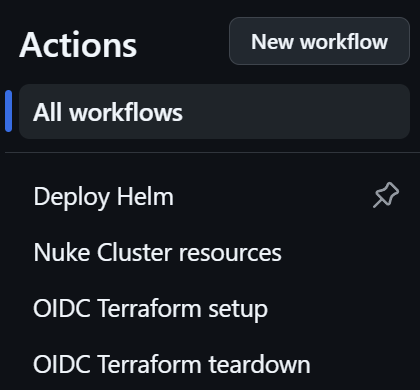 Actions
New workflow
All workflows
Deploy Helm
Nuke Cluster resources
OIDC Terraform setup
OIDC Terraform teardown